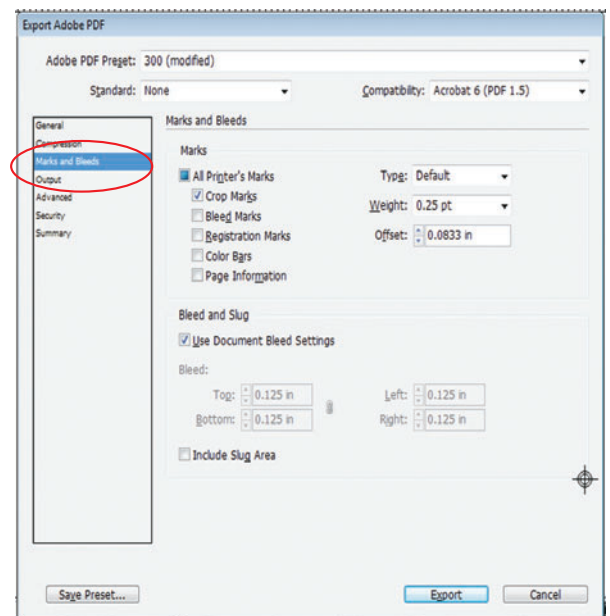 Export Adobe PDF
Adobe PDF Preset: 300 (modified)
Standard: None Compatibility: Acrobat 6 (PDF 1.5)
General
Compression
Marks and Bleeds
Output
Advanced
Security
Summary
Marks and Bleeds
Marks
All Printer's Marks
Crop Marks
Bleed Marks
Registration Marks
Color Bars
Page Information
Type: Default
Weight: 0.25 pt
Offset: 0.0833 in
Bleed and Slug
Use Document Bleed Settings
Bleed:
Top: 0.125 in Left: 0.125 in
Bottom: 0.125 in Right: 0.125 in
Include Slug Area
Save Preset... Export Cancel